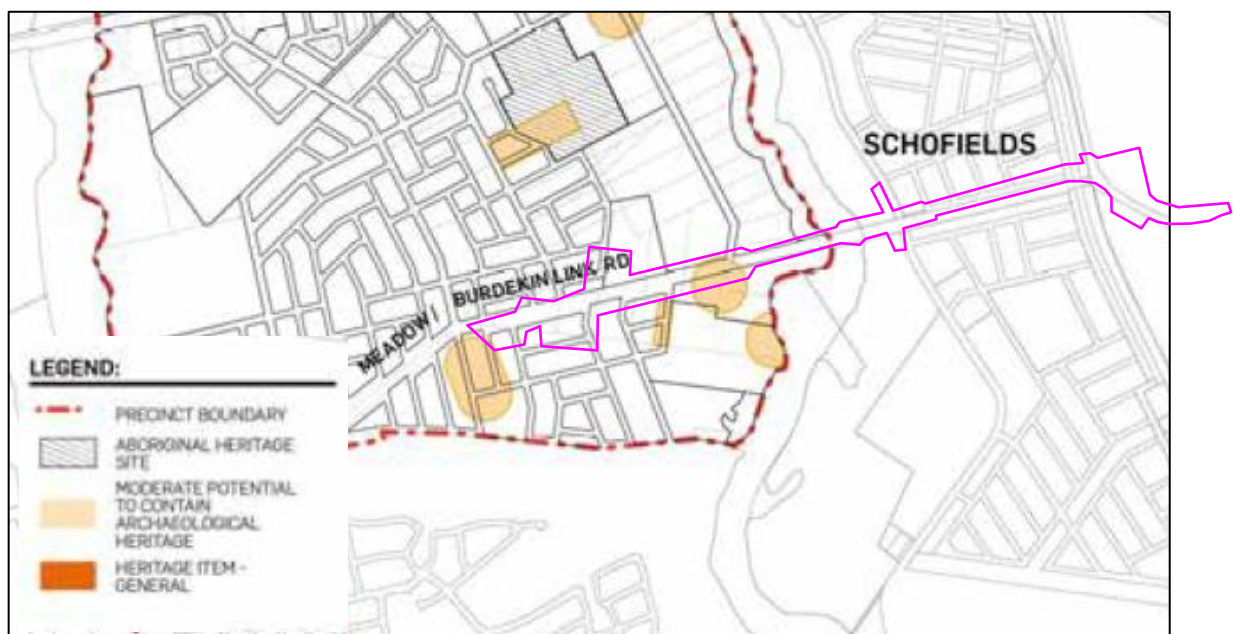 SCHOFIELDS
BURDEKIN LINK RD
MEADOW /
LEGEND:
PRECINCT BOUNDARY
ABORIGINAL HERITAGE
SITE
MODERATE POTENTIAL
TO CONTAIN
ARCHAEOLOGICAL
HERITAGE
HERITAGE ITEM -
GENERAL